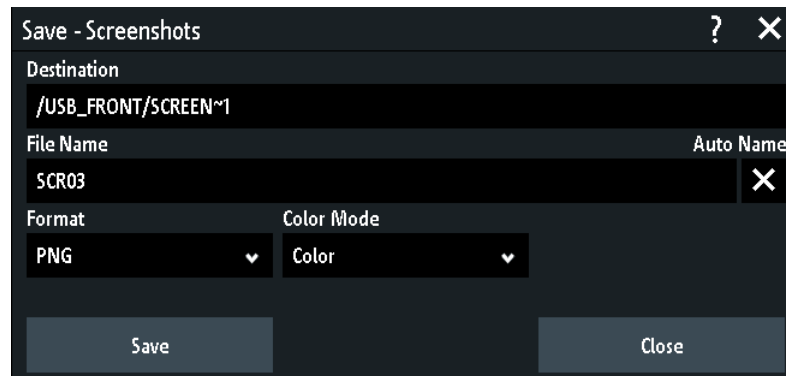 Save - Screenshots ?
Destination
/USB_FRONT/SCREEN~1
File Name Auto Name
SCR03
Format Color Mode
PNG Color
Save Close